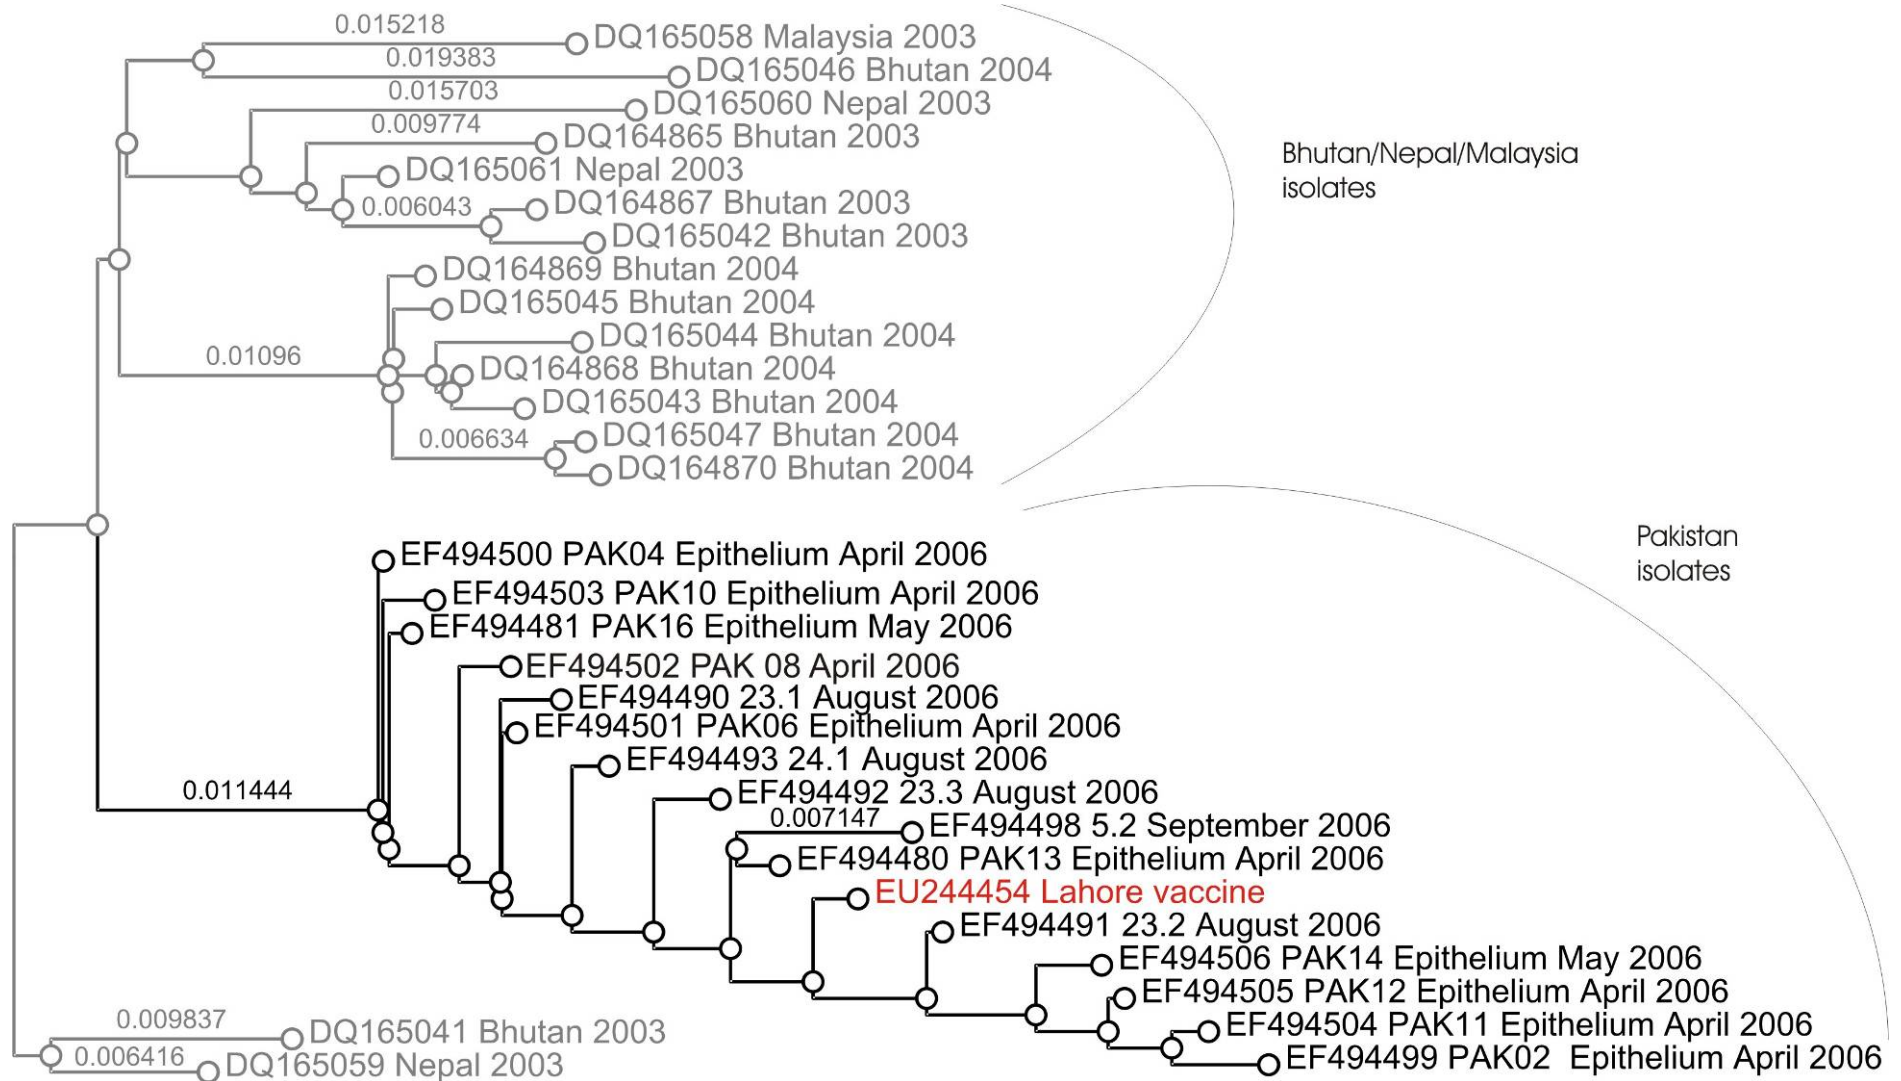 0.015218
DQ165058 Malaysia 2003
0.019383
DQ165046 Bhutan 2004
0.015703
DQ165060 Nepal 2003
0.009774
DQ164865 Bhutan 2003
DQ165061 Nepal 2003
0.006043
DQ164867 Bhutan 2003
DQ165042 Bhutan 2003
DQ164869 Bhutan 2004
DQ165045 Bhutan 2004
DQ165044 Bhutan 2004
0.01096
DQ164868 Bhutan 2004
DQ165043 Bhutan 2004
0.006634
DQ165047 Bhutan 2004
DQ164870 Bhutan 2004
Bhutan/Nepal/Malaysia
isolates
Pakistan
isolates
EF494500 PAK04 Epithelium April 2006
EF494503 PAK10 Epithelium April 2006
EF494481 PAK16 Epithelium May 2006
EF494502 PAK 08 April 2006
EF494490 23.1 August 2006
EF494501 PAK06 Epithelium April 2006
EF494493 24.1 August 2006
0.011444
EF494492 23.3 August 2006
0.007147
EF494498 5.2 September 2006
EF494480 PAK13 Epithelium April 2006
EU244454 Lahore vaccine
EF494491 23.2 August 2006
EF494506 PAK14 Epithelium May 2006
EF494505 PAK12 Epithelium April 2006
EF494504 PAK11 Epithelium April 2006
EF494499 PAK02 Epithelium April 2006
0.009837
DQ165041 Bhutan 2003
0.006416
DQ165059 Nepal 2003